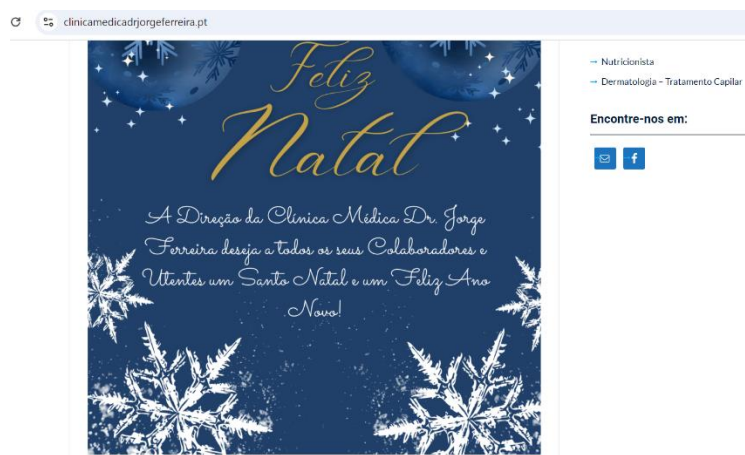 clinicamedicadrjorgeferreira.pt
Feliz
Natal
A Direção da Clínica Médica Dr. Jorge
Ferreira deseja a todos os seus Colaboradores e
Utentes um Santo Natal e um Feliz Ano
Novo!
→ Nutricionista
→ Dermatologia – Tratamento Capilar
Encontre-nos em: